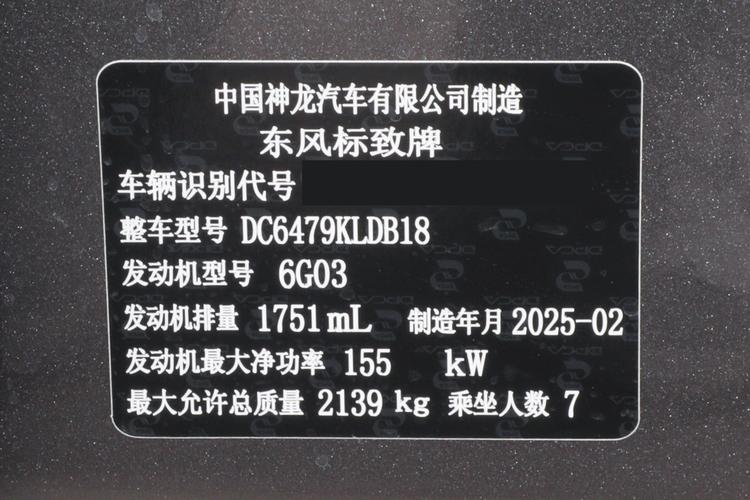 中国神龙汽车有限公司制造
东风标致牌
车辆识别代号
整车型号 DC6479KLDB18
发动机型号 6G03
发动机排量 1751mL 制造年月 2025-02
发动机最大净功率 155 kW
最大允许总质量 2139 kg 乘坐人数 7